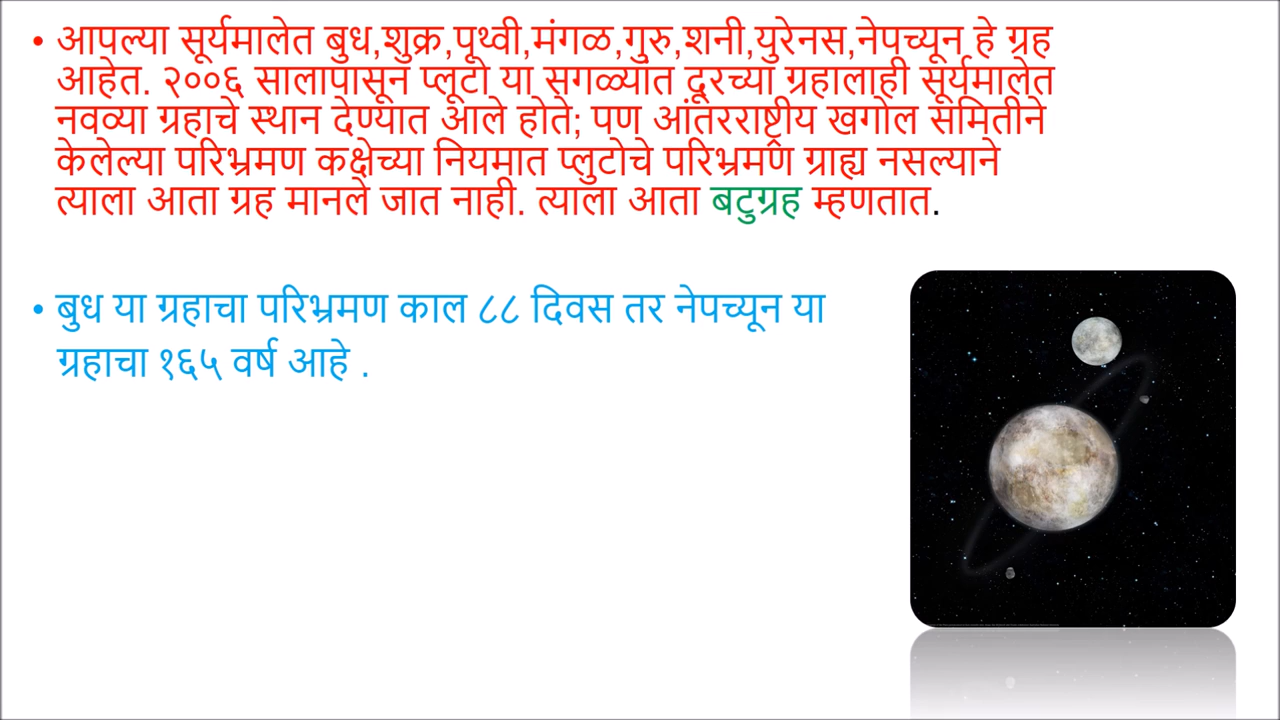 • आपल्या सूर्यमालेत बुध,शुक्र,पृथ्वी,मंगळ,गुरु,शनी,युरेनस,नेपच्यून हे ग्रह
आहेत. २००६ सालापासून प्लूटो या सगळ्यांत दूरच्या ग्रहालाही सूर्यमालेत
नवव्या ग्रहाचे स्थान देण्यात आले होते; पण आंतरराष्ट्रीय खगोल समितीने
केलेल्या परिभ्रमण कक्षेच्या नियमात प्लुटोचे परिभ्रमण ग्राह्य नसल्याने
त्याला आता ग्रह मानले जात नाही. त्याला आता बटुग्रह म्हणतात.
• बुध या ग्रहाचा परिभ्रमण काल ८८ दिवस तर नेपच्यून या
ग्रहाचा १६५ वर्ष आहे .